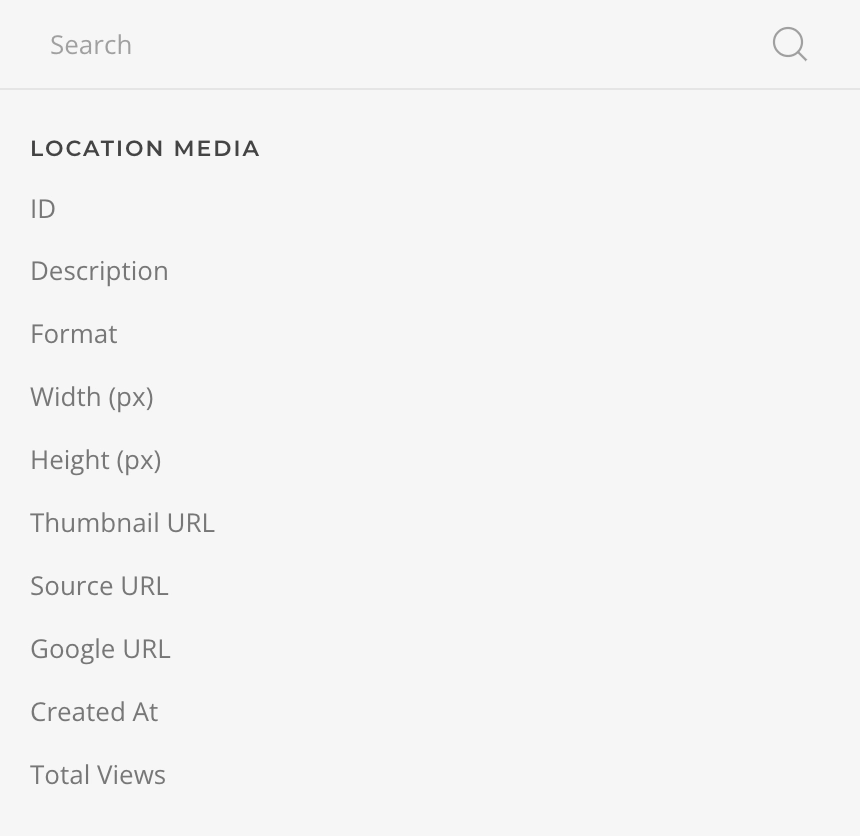 Search
LOCATION MEDIA
ID
Description
Format
Width (px)
Height (px)
Thumbnail URL
Source URL
Google URL
Created At
Total Views